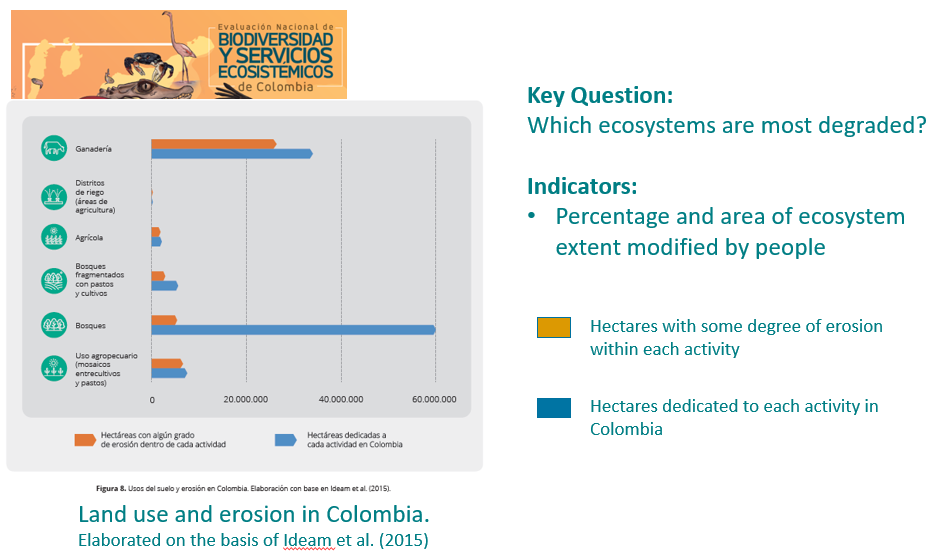 Evaluación Nacional de
BIODIVERSIDAD
Y SERVICIOS
ECOSISTÉMICOS
de Colombia
Ganadería
Distritos
de riego
(áreas de
agricultura)
Agrícola
Bosques
fragmentados
con pastos
y cultivos
Bosques
Uso agropecuario
(mosaicos
entrecultivos
y pastos)
0
20.000.000
40.000.000
60.000.000
Hectáreas con algún grado
de erosión dentro de cada actividad
Hectáreas dedicadas a
cada actividad en Colombia
Figura 8. Usos del suelo y erosión en Colombia. Elaboración con base en Ideam et al. (2015).
Land use and erosion in Colombia.
Elaborated on the basis of Ideam et al. (2015)
Key Question:
Which ecosystems are most degraded?
Indicators:
• Percentage and area of ecosystem
extent modified by people
Hectares with some degree of erosion
within each activity
Hectares dedicated to each activity in
Colombia